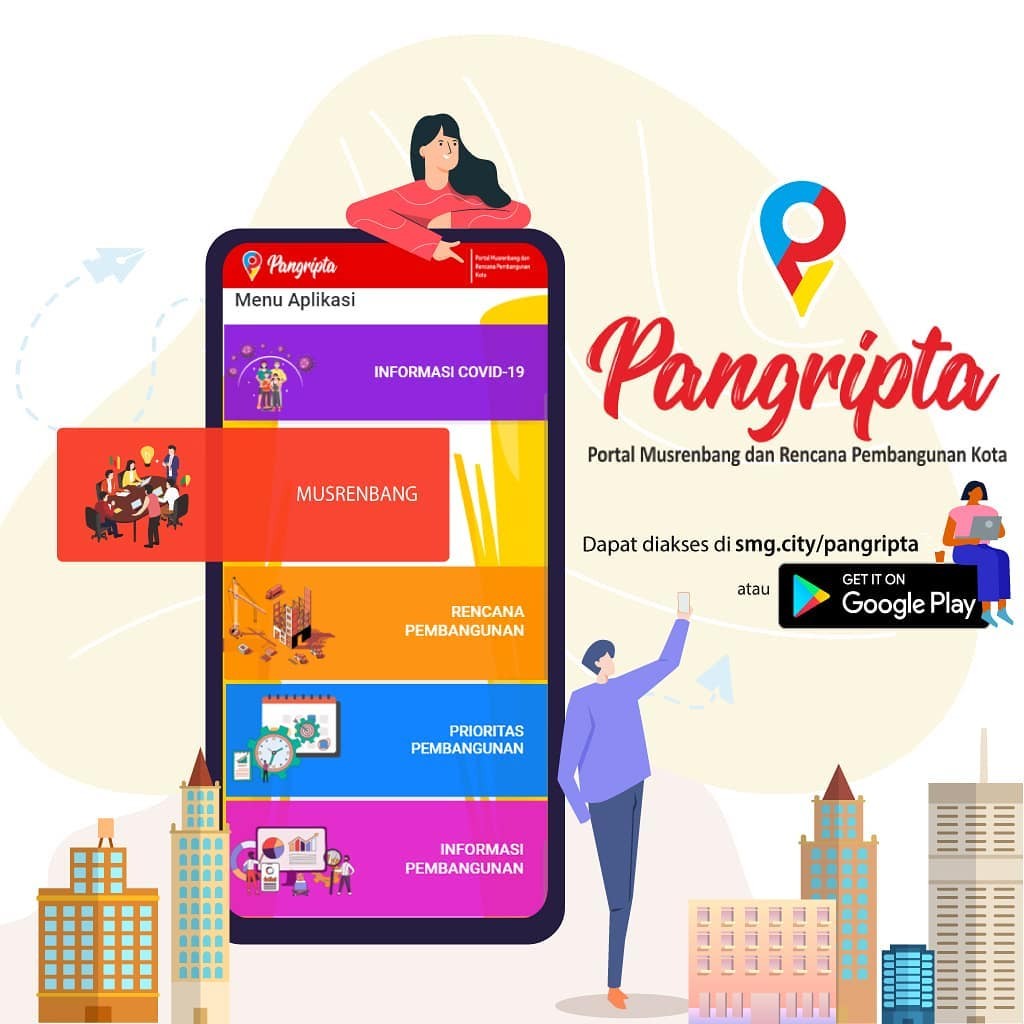 Pangripta
Portal Musrenbang dan
Rencana Pembangunan
Kota
Menu Aplikasi
INFORMASI COVID-19
MUSRENBANG
RENCANA
PEMBANGUNAN
PRIORITAS
PEMBANGUNAN
INFORMASI
PEMBANGUNAN
Pangripta
Portal Musrenbang dan Rencana Pembangunan Kota
Dapat diakses di smg.city/pangripta
atau
GET IT ON
Google Play